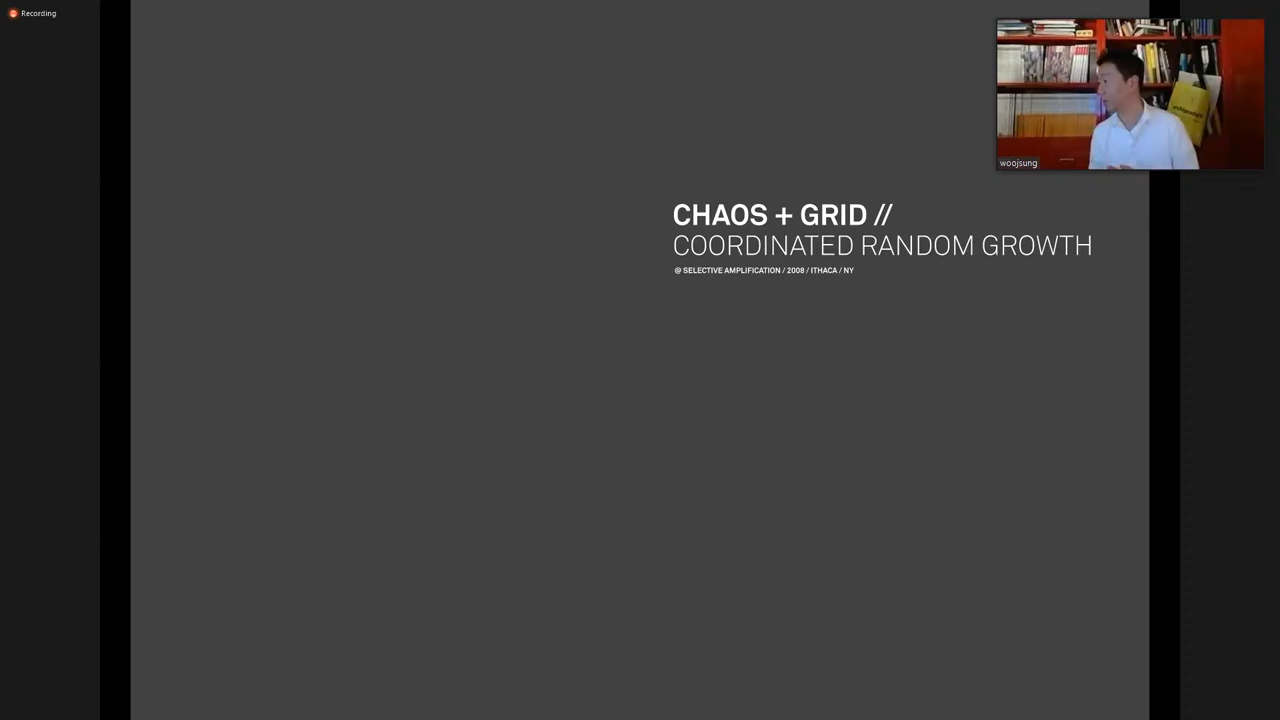 Recording
woojsung
CHAOS + GRID //
COORDINATED RANDOM GROWTH
@ SELECTIVE AMPLIFICATION / 2008 / ITHACA / NY